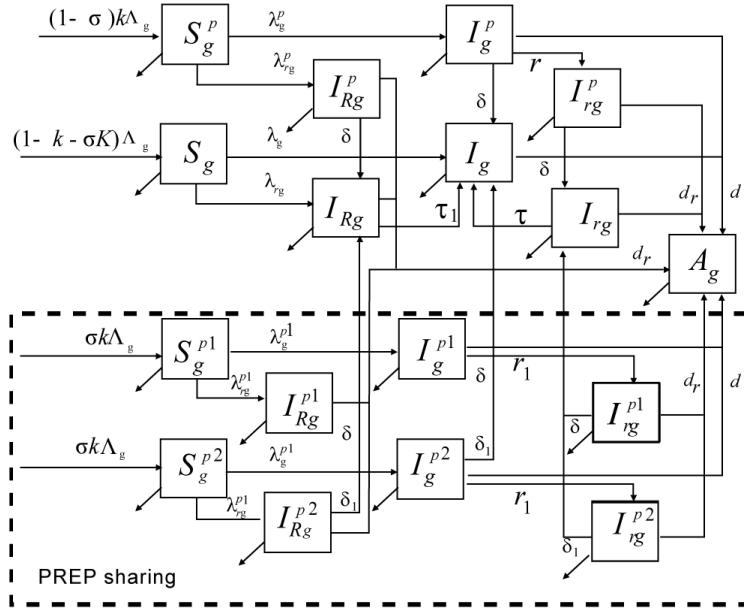 (1- σ)kΛ_g
S_g^p
λ_g^p
I_g^p
r
λ_rg^p
I_Rg^p
δ
I_rg^p
δ
(1- k - σK)Λ_g
S_g
λ_g
I_g
δ
λ_rg
I_Rg
τ_1
τ
I_rg
d_r
d
d_r
A_g
σkΛ_g
S_g^p1
λ_g^p1
I_g^p1
δ
r_1
d_r
d
λ_rg^p1
I_Rg^p1
δ
δ
I_rg^p1
σkΛ_g
S_g^p2
λ_g^p1
I_g^p2
δ_1
r_1
λ_rg^p1
I_Rg^p2
δ_1
δ_1
I_rg^p2
PREP sharing